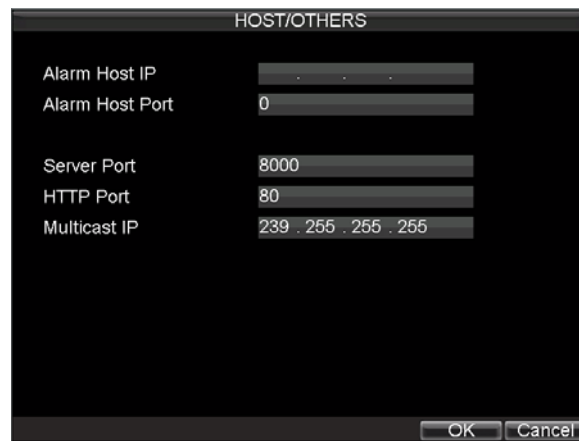 HOST/OTHERS
Alarm Host IP . . .
Alarm Host Port 0
Server Port 8000
HTTP Port 80
Multicast IP 239 . 255 . 255 . 255
OK Cancel